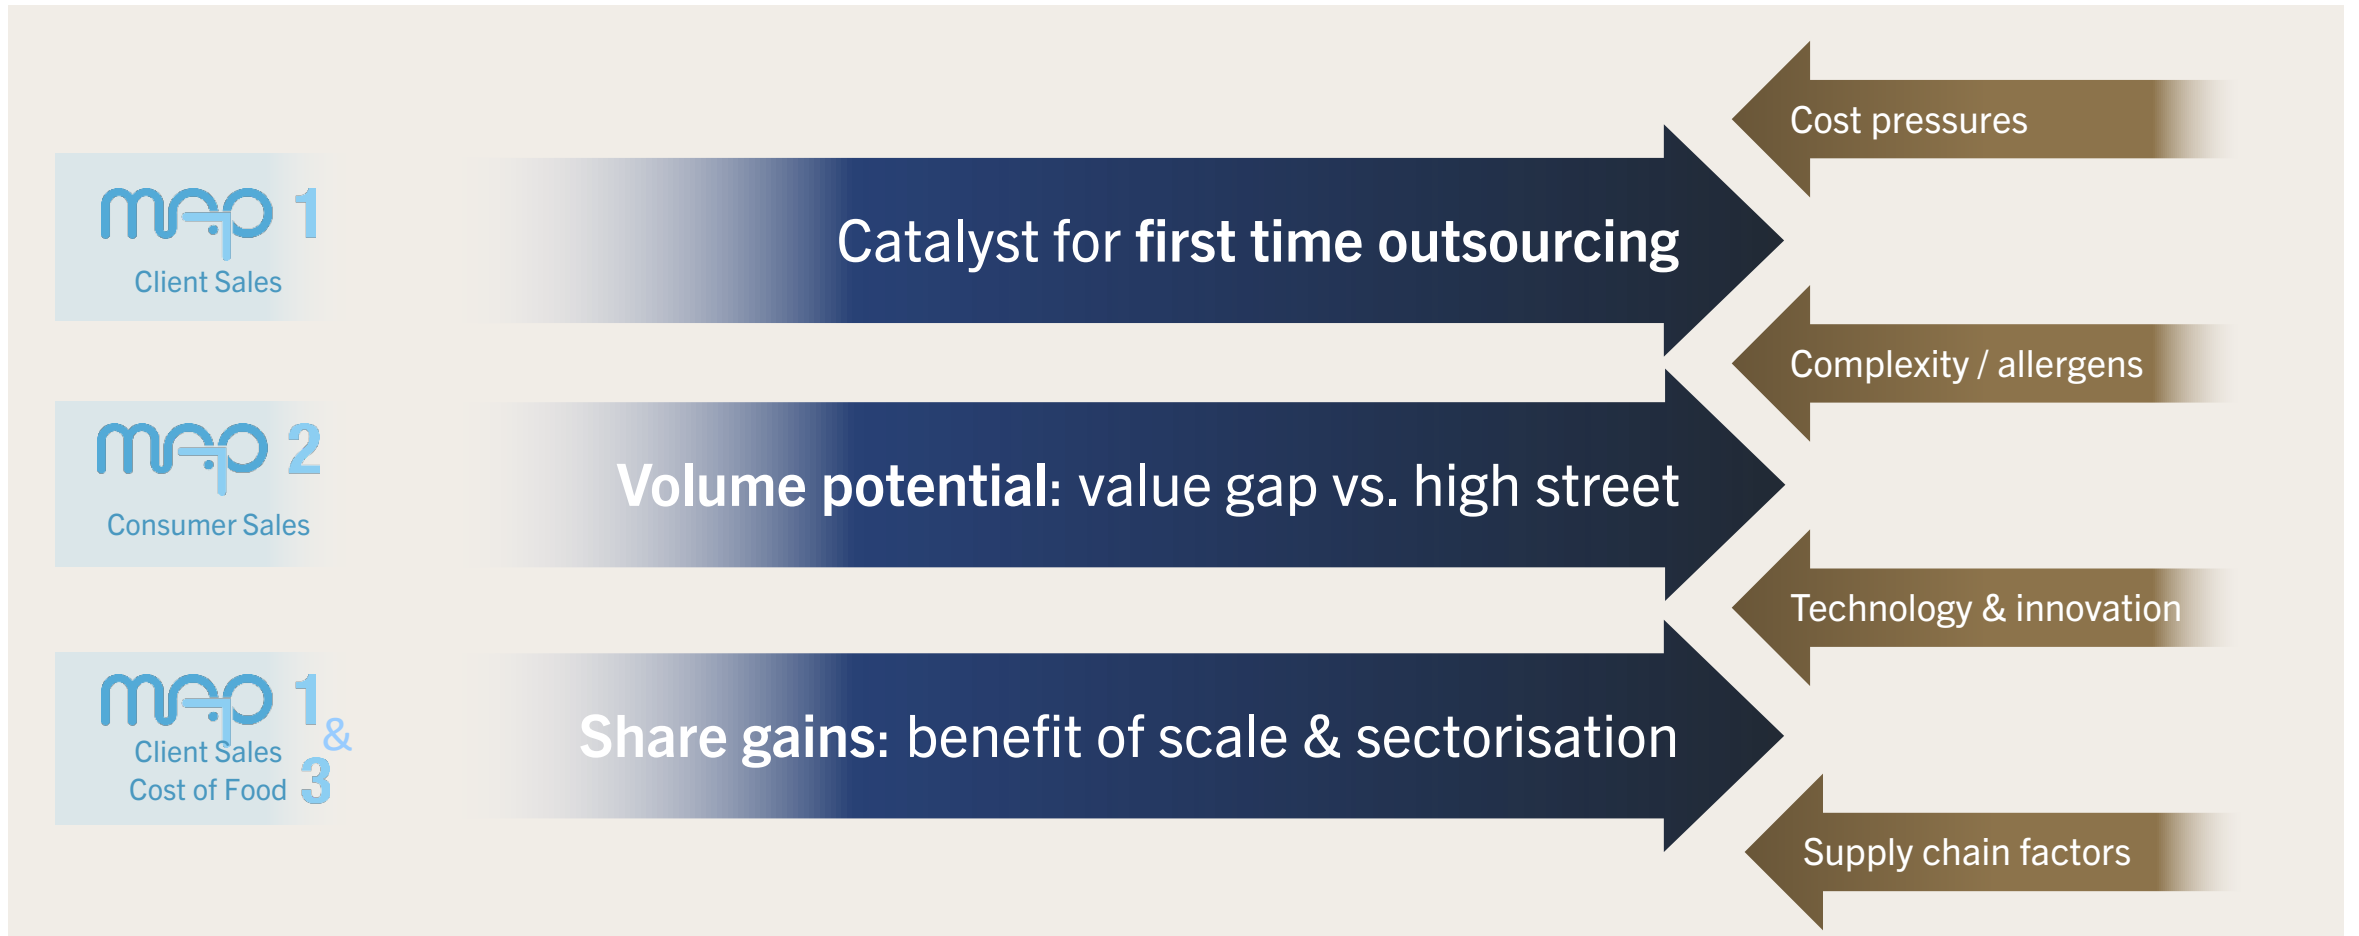 map 1
Client Sales
Catalyst for first time outsourcing
Cost pressures
Complexity / allergens
map 2
Consumer Sales
Volume potential: value gap vs. high street
Technology & innovation
map 1 & 3
Client Sales
Cost of Food
Share gains: benefit of scale & sectorisation
Supply chain factors